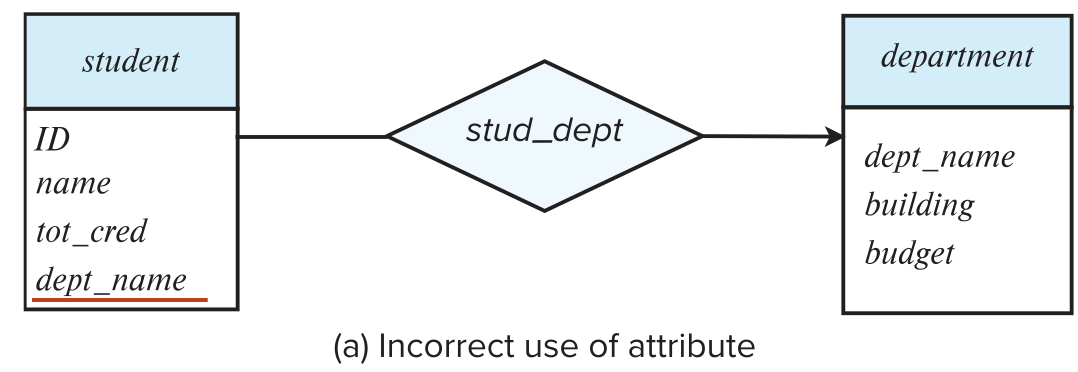 student
ID
name
tot_cred
dept_name
stud_dept
department
dept_name
building
budget
(a) Incorrect use of attribute